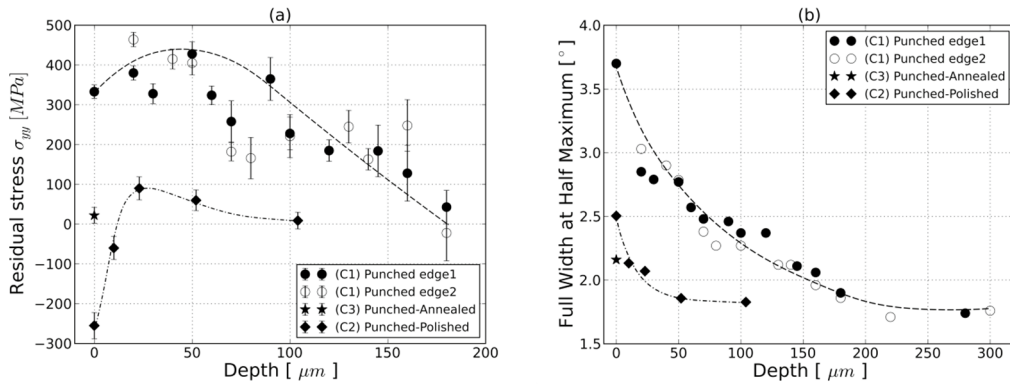 (a)
500
400
300
200
100
0
−100
−200
−300
0
50
100
150
200
Residual stress σyy [MPa]
Depth [ μm ]
(C1) Punched edge1
(C1) Punched edge2
(C3) Punched-Annealed
(C2) Punched-Polished
(b)
4.0
3.5
3.0
2.5
2.0
1.5
0
50
100
150
200
250
300
Full Width at Half Maximum [°]
Depth [ μm ]
(C1) Punched edge1
(C1) Punched edge2
(C3) Punched-Annealed
(C2) Punched-Polished